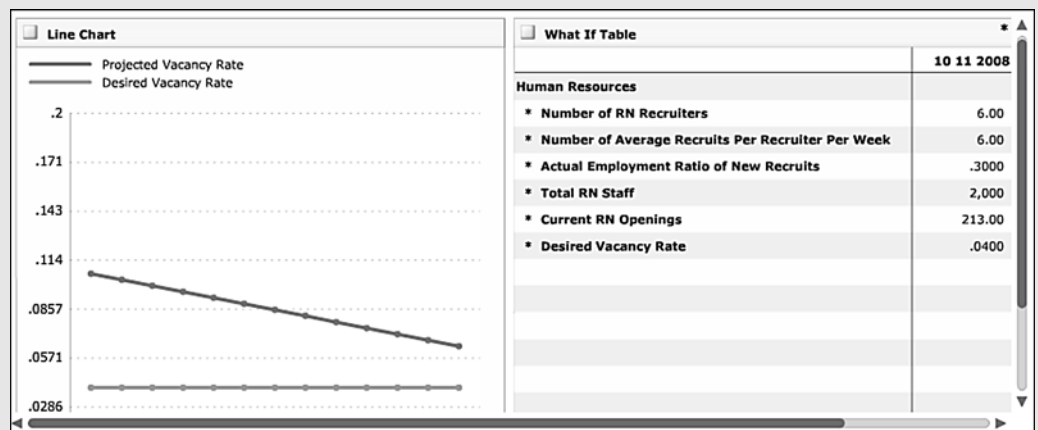 Line Chart
Projected Vacancy Rate
Desired Vacancy Rate
.2
.171
.143
.114
.0857
.0571
.0286
What If Table *
10 11 2008
Human Resources
* Number of RN Recruiters 6.00
* Number of Average Recruits Per Recruiter Per Week 6.00
* Actual Employment Ratio of New Recruits .3000
* Total RN Staff 2,000
* Current RN Openings 213.00
* Desired Vacancy Rate .0400